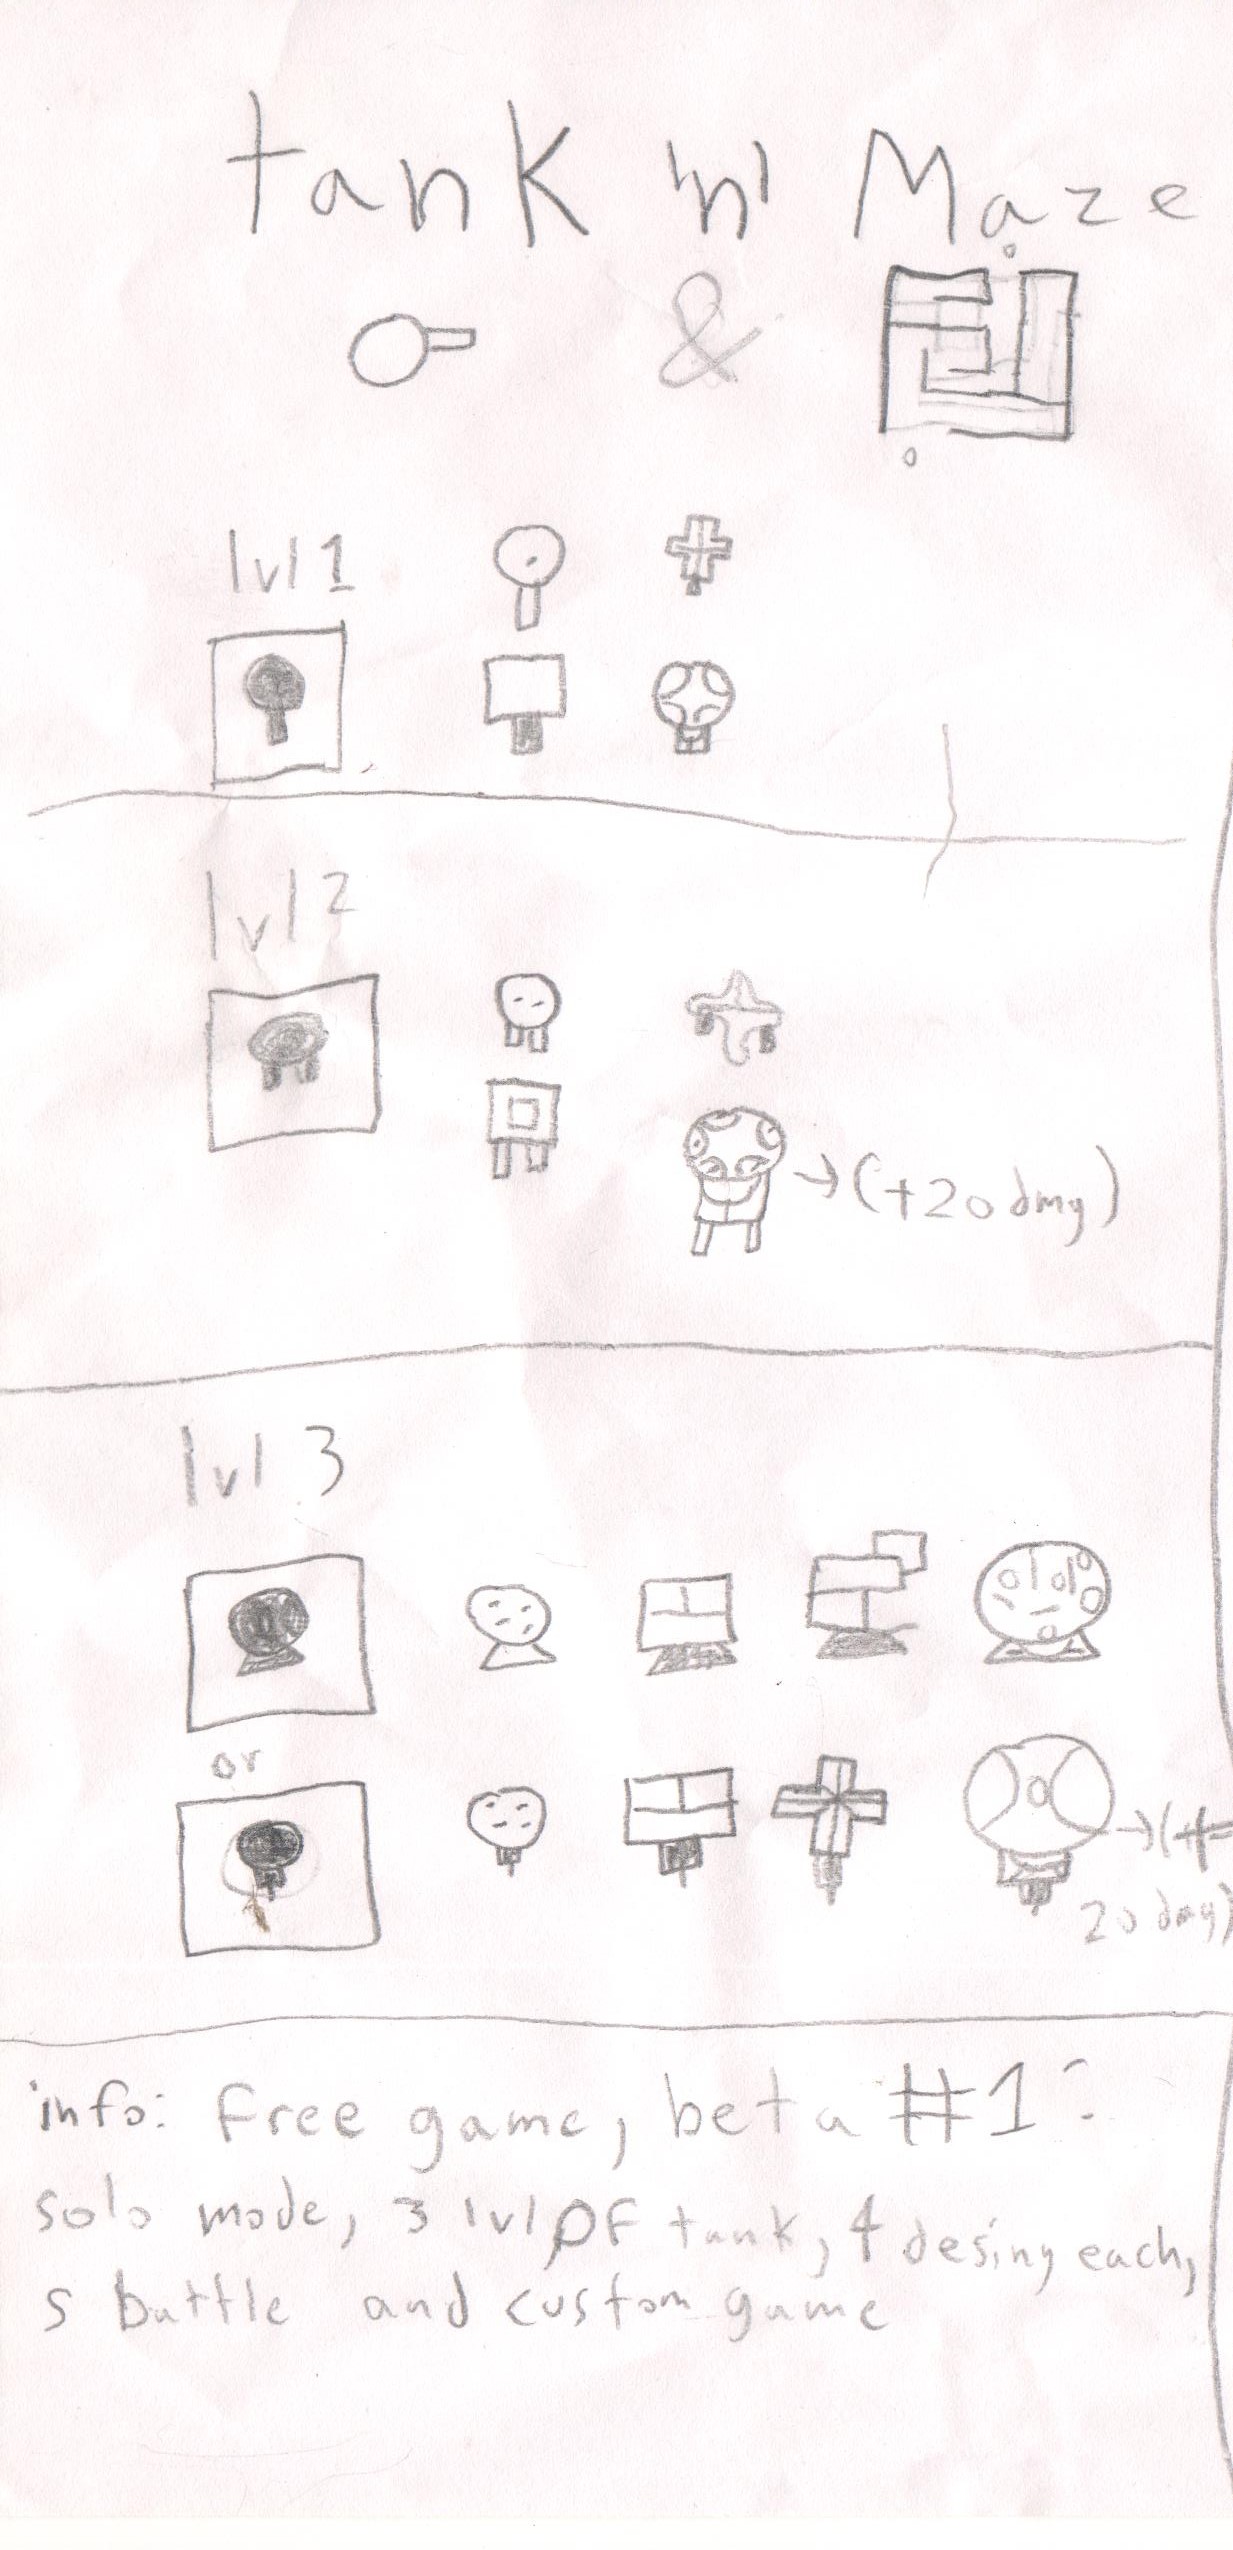 tank 'n' Maze
&
lvl 1
lvl 2
→(+20 dmg)
lvl 3
or
→(+
20 dmg)
info: free game, beta #1:
solo mode, 3 lvl of tank, 4 desing each,
5 battle and custom game